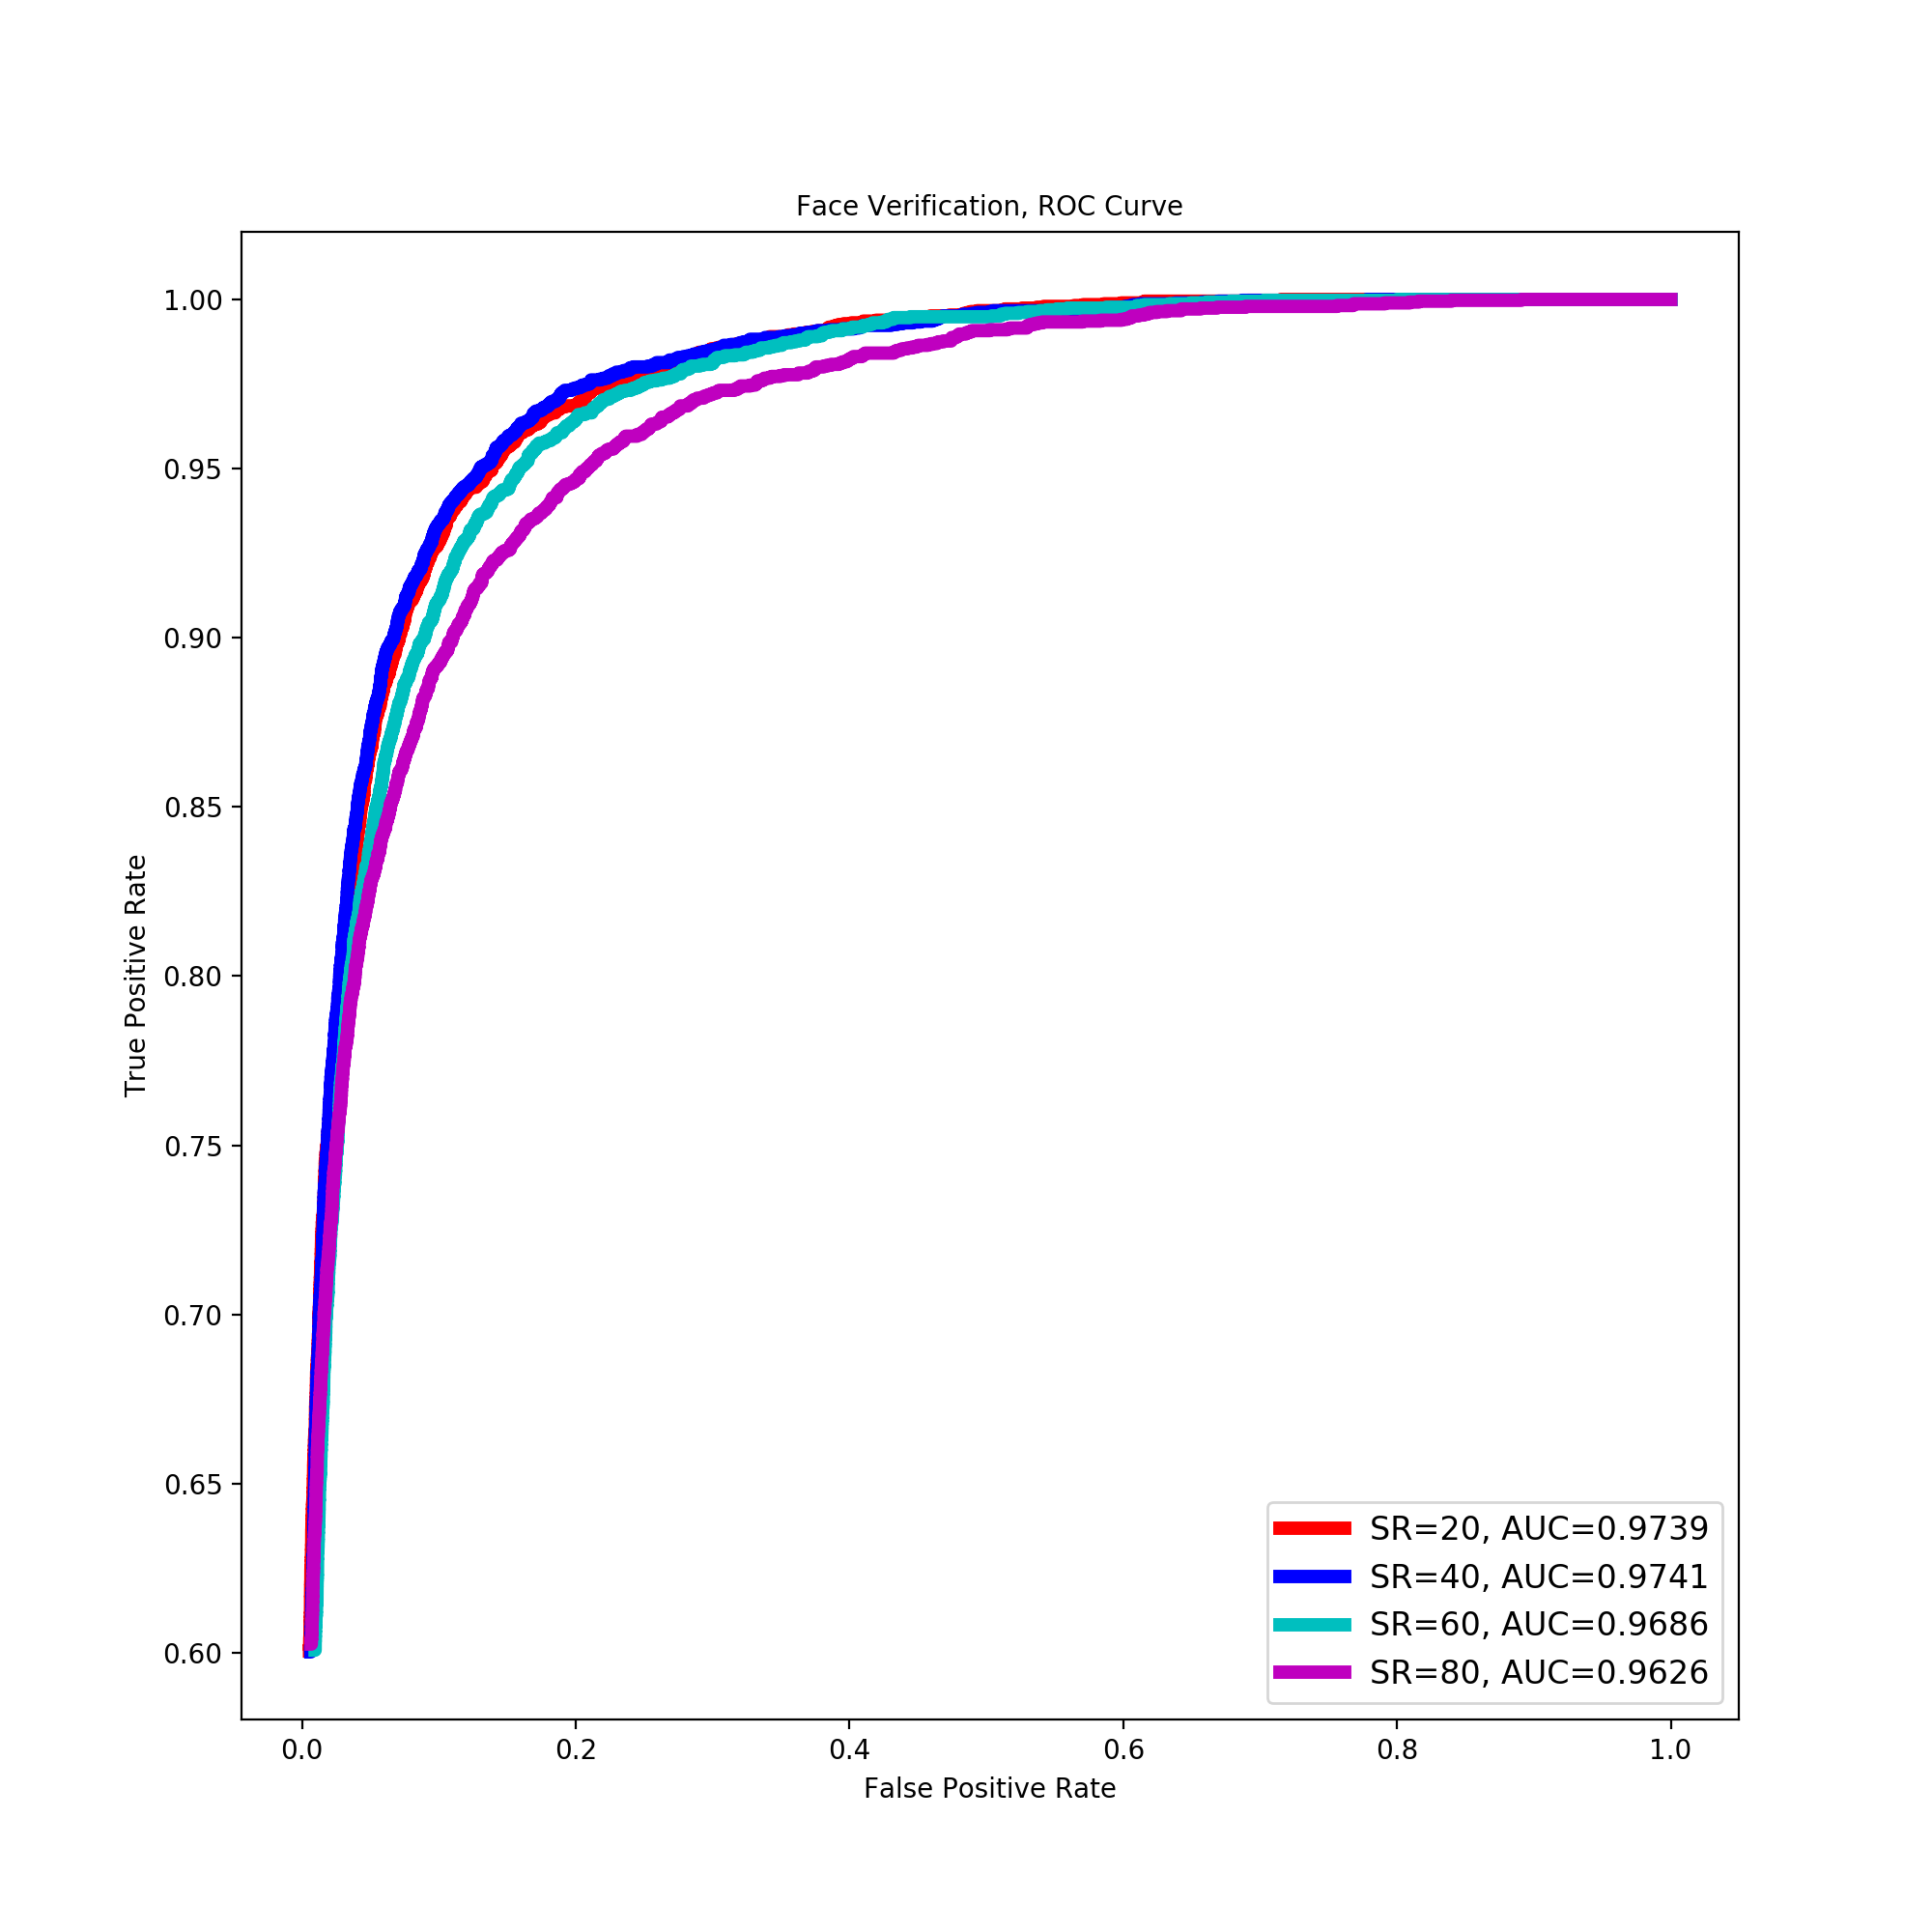 Face Verification, ROC Curve
1.00
0.95
0.90
0.85
0.80
0.75
0.70
0.65
0.60
True Positive Rate
SR=20, AUC=0.9739
SR=40, AUC=0.9741
SR=60, AUC=0.9686
SR=80, AUC=0.9626
0.0 0.2 0.4 0.6 0.8 1.0
False Positive Rate